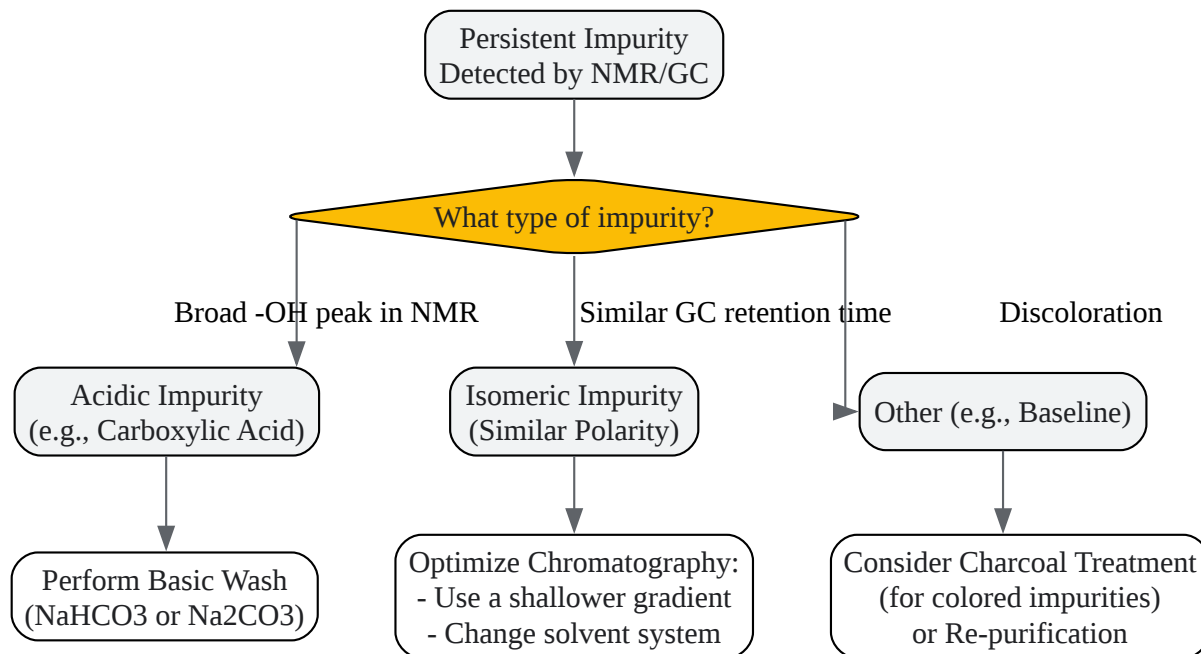 Persistent Impurity
Detected by NMR/GC
What type of impurity?
Broad -OH peak in NMR
Similar GC retention time
Discoloration
Acidic Impurity
(e.g., Carboxylic Acid)
Isomeric Impurity
(Similar Polarity)
Other (e.g., Baseline)
Perform Basic Wash
(NaHCO3 or Na2CO3)
Optimize Chromatography:
- Use a shallower gradient
- Change solvent system
Consider Charcoal Treatment
(for colored impurities)
or Re-purification